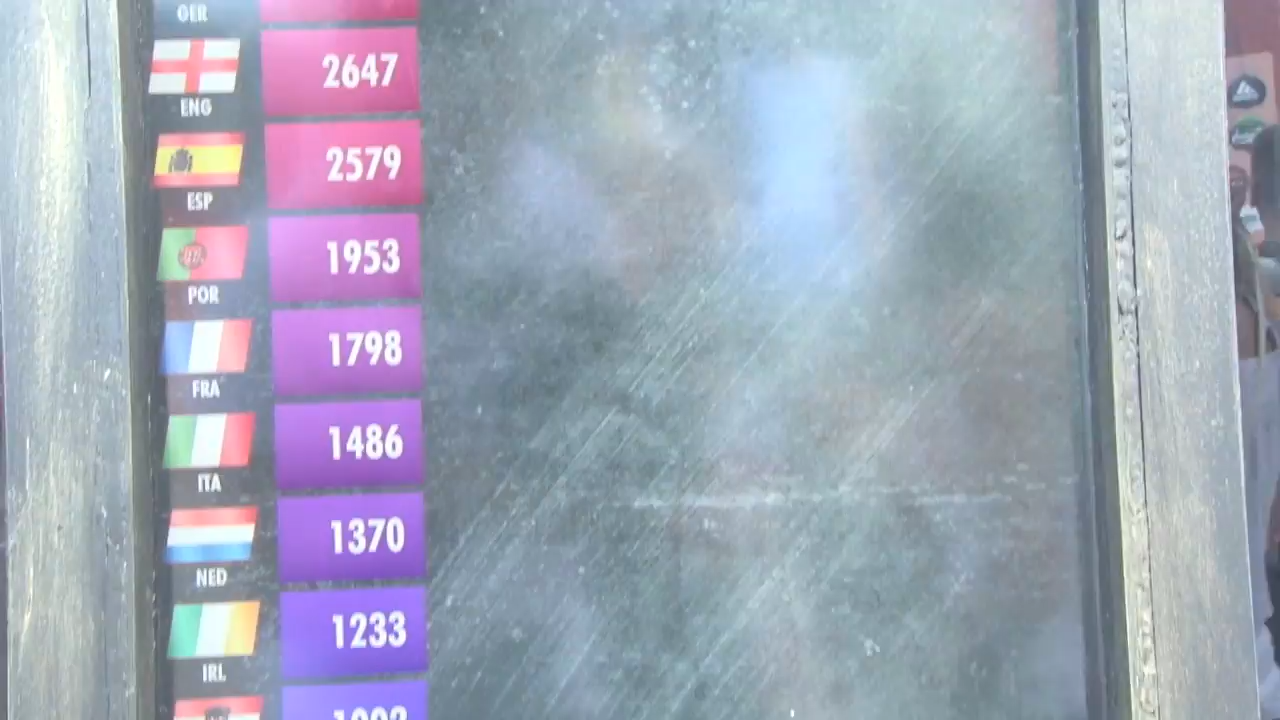 GER
2647
ENG
2579
ESP
1953
POR
1798
FRA
1486
ITA
1370
NED
1233
IRL